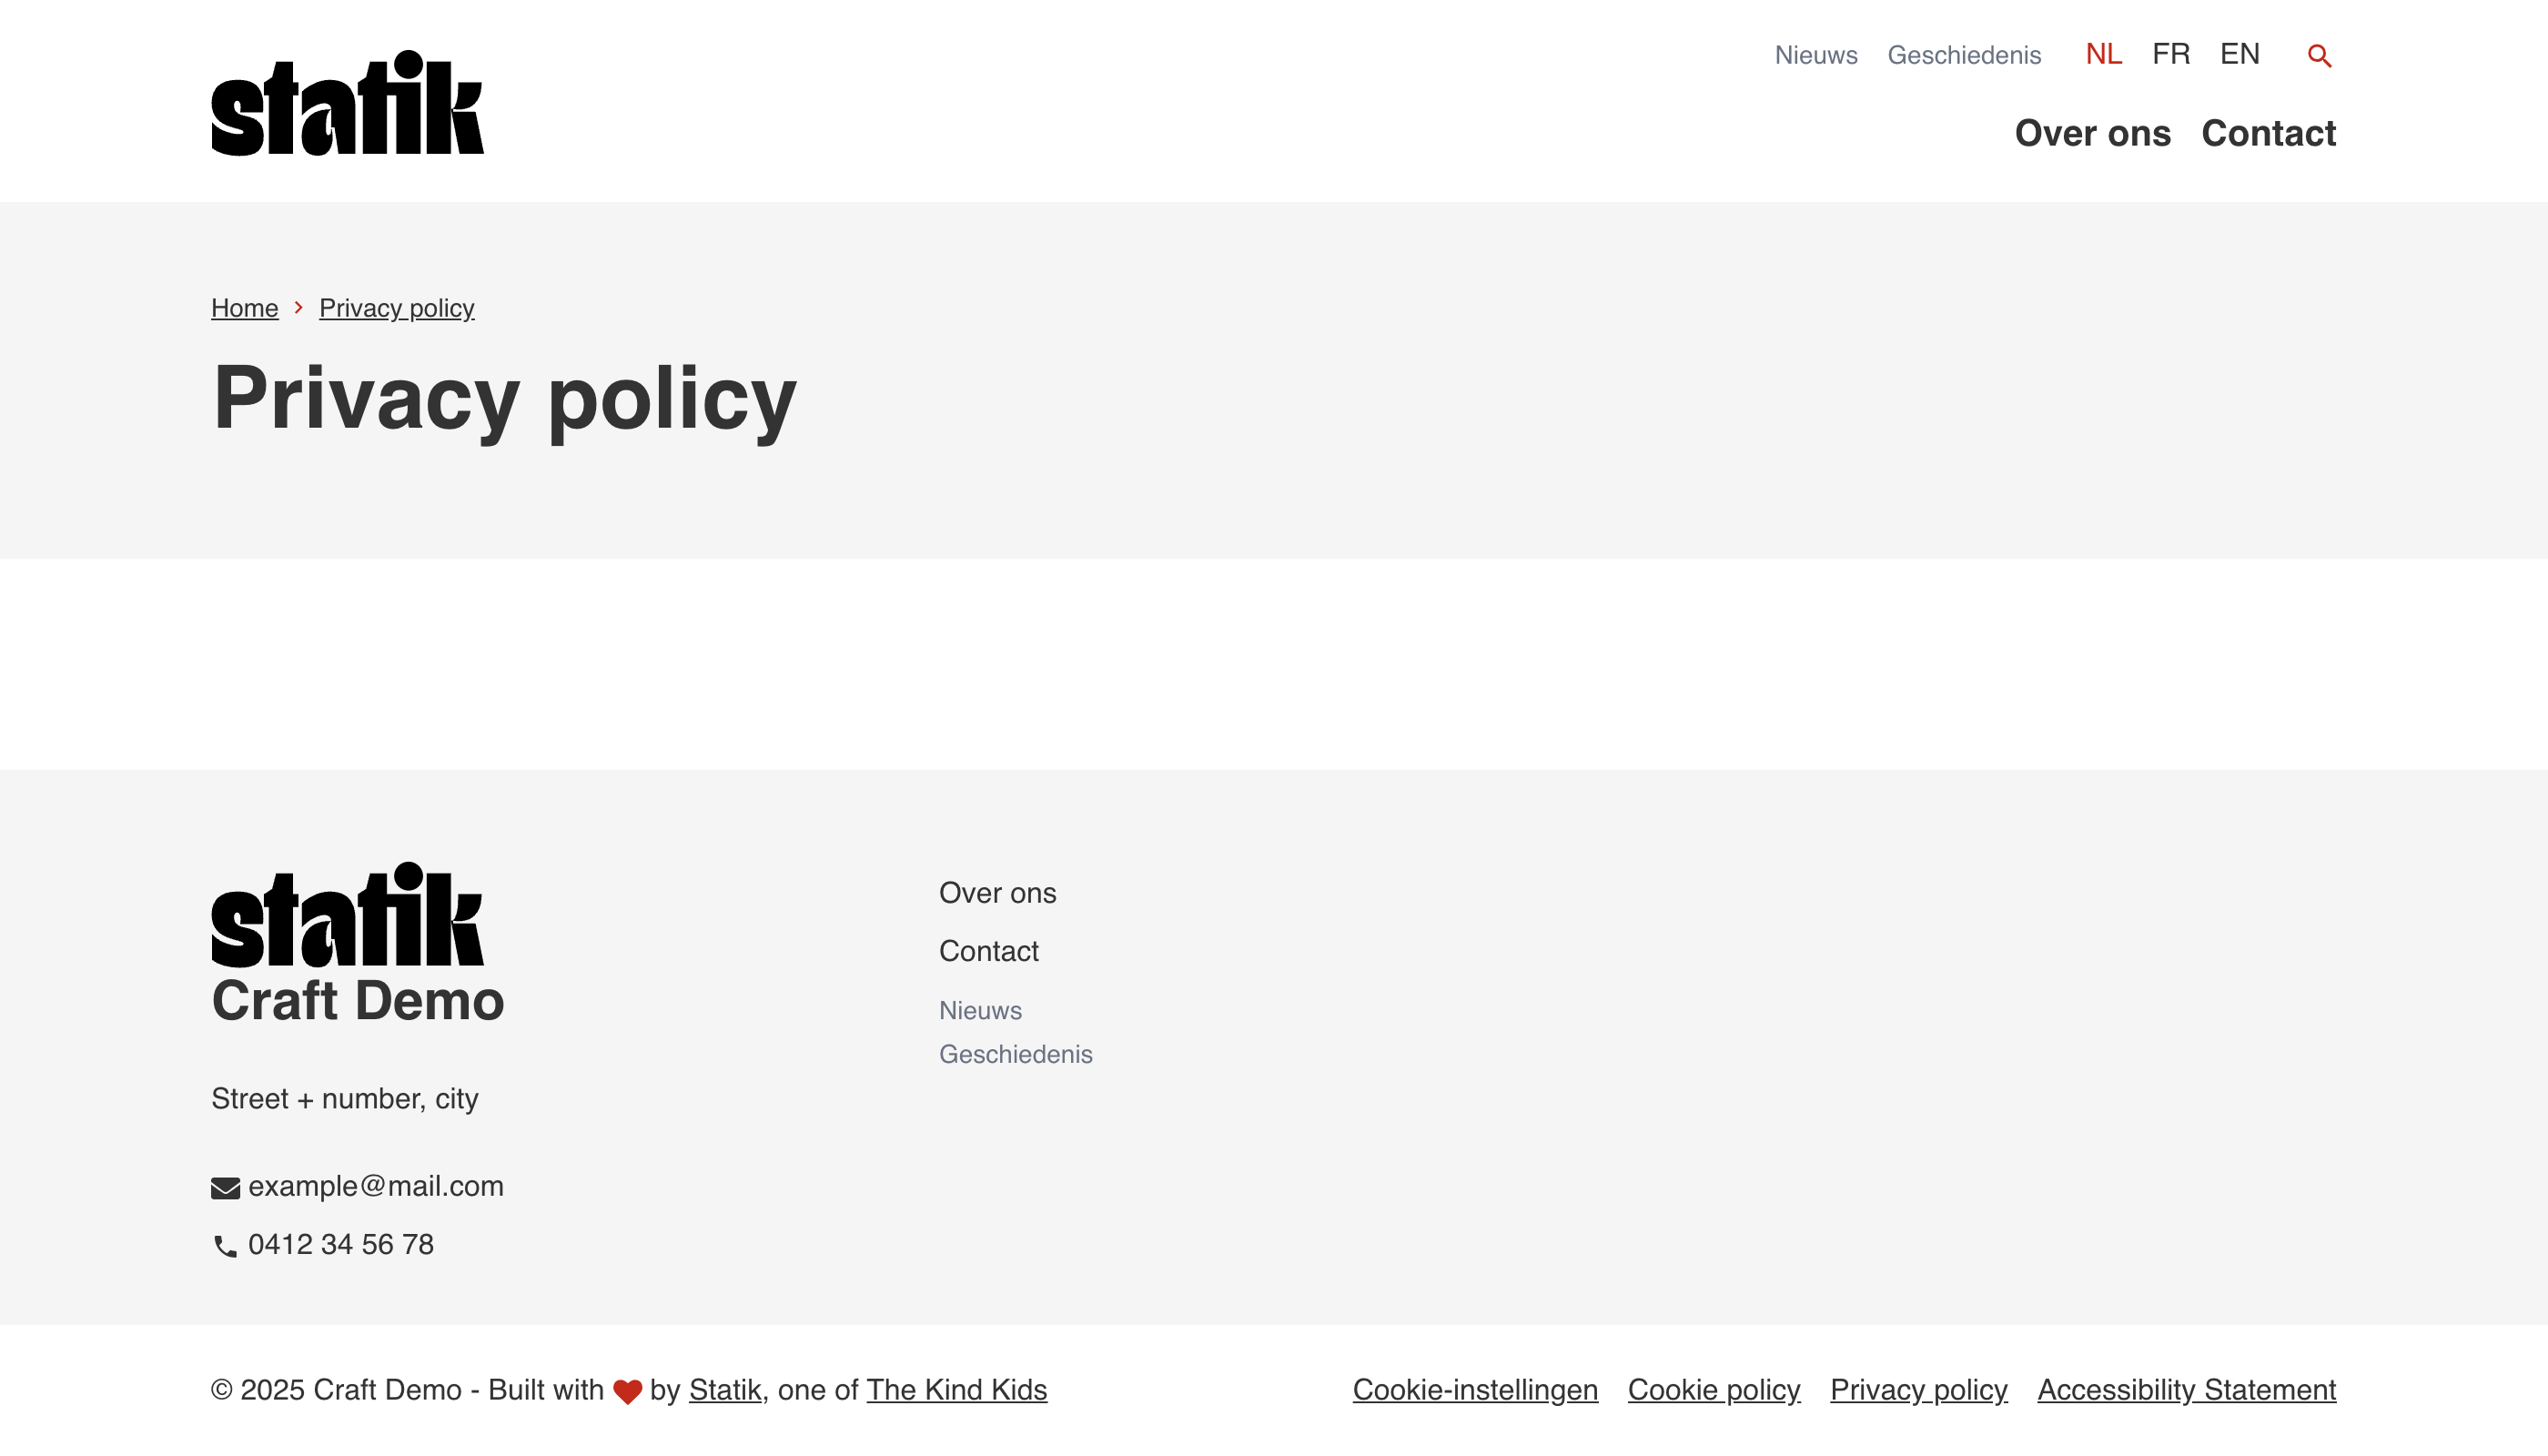 statik
Nieuws Geschiedenis NL FR EN
Over ons Contact
Home Privacy policy
Privacy policy
statik
Craft Demo
Street + number, city
example@mail.com
0412 34 56 78
Over ons
Contact
Nieuws
Geschiedenis
© 2025 Craft Demo - Built with by Statik, one of The Kind Kids
Cookie-instellingen Cookie policy Privacy policy Accessibility Statement